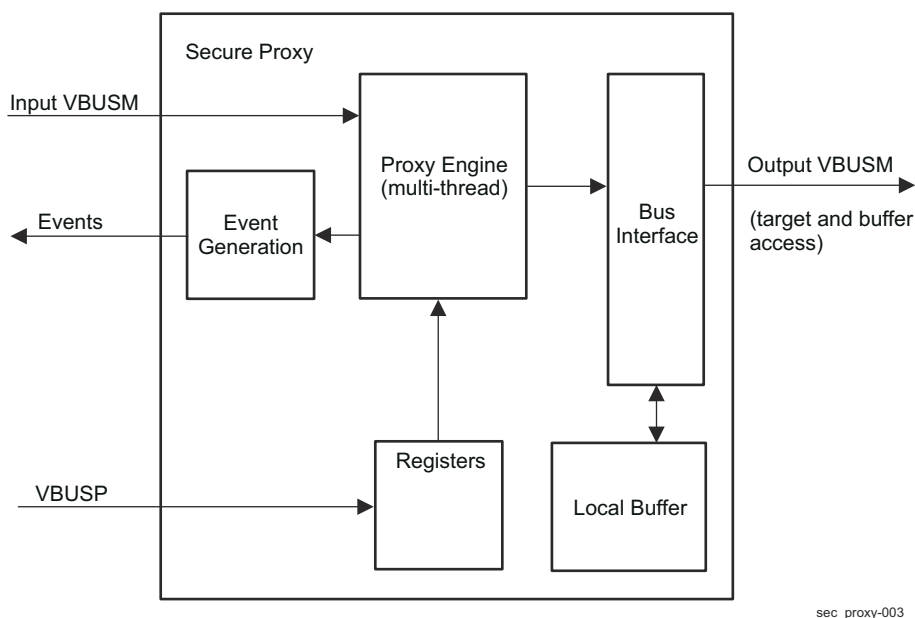 Secure Proxy
Input VBUSM
Proxy Engine
(multi-thread)
Output VBUSM
(target and buffer
access)
Events
Event
Generation
Bus
Interface
Registers
VBUSP
Local Buffer
sec_proxy-003